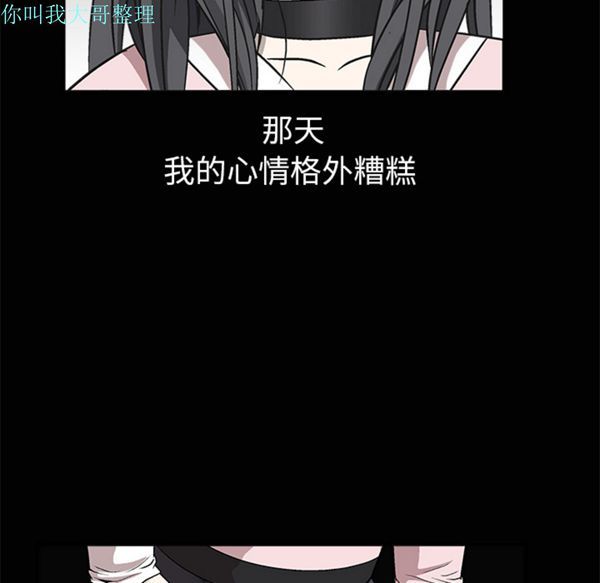 你叫我大哥整理
那天
我的心情格外糟糕